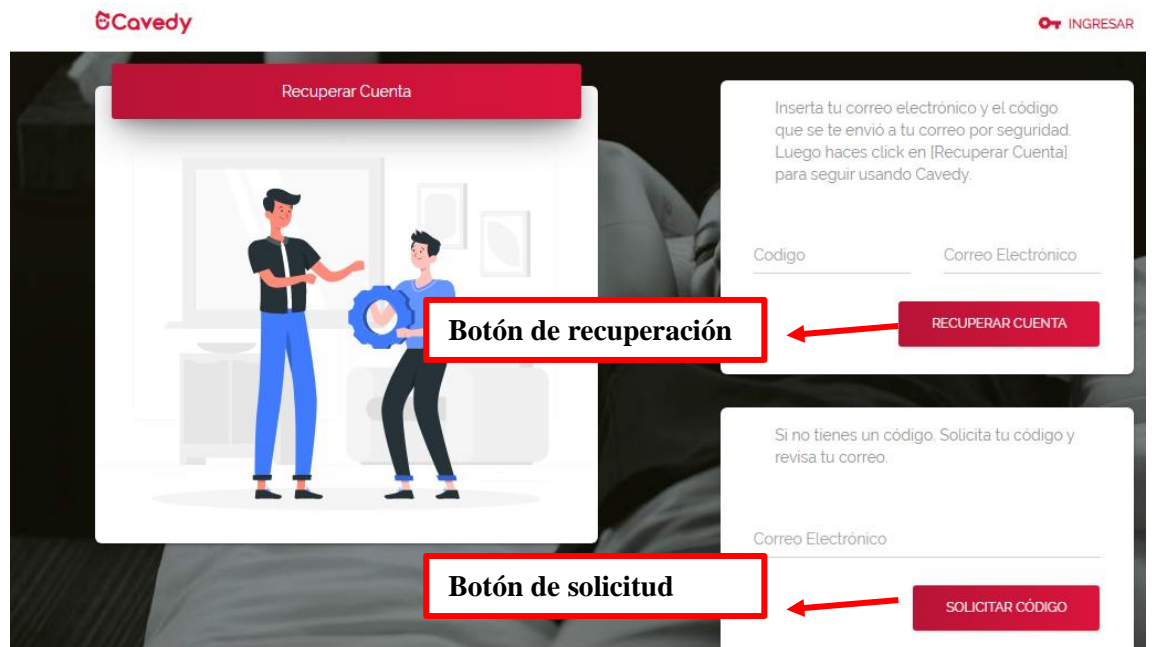 Cavedy
INGRESAR
Recuperar Cuenta
Inserta tu correo electrónico y el código
que se te envió a tu correo por seguridad.
Luego haces click en [Recuperar Cuenta]
para seguir usando Cavedy.
Codigo
Correo Electrónico
Botón de recuperación
RECUPERAR CUENTA
Si no tienes un código. Solicita tu código y
revisa tu correo.
Correo Electrónico
Botón de solicitud
SOLICITAR CÓDIGO